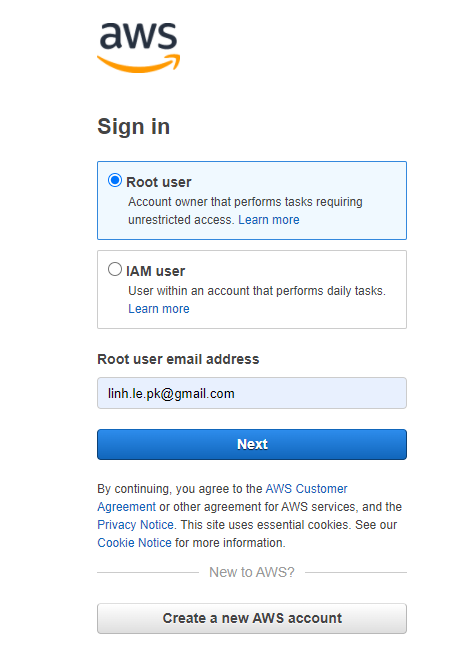 aws
Sign in
Root user
Account owner that performs tasks requiring
unrestricted access. Learn more
IAM user
User within an account that performs daily tasks.
Learn more
Root user email address
linh.le.pk@gmail.com
Next
By continuing, you agree to the AWS Customer
Agreement or other agreement for AWS services, and the
Privacy Notice. This site uses essential cookies. See our
Cookie Notice for more information.
New to AWS?
Create a new AWS account